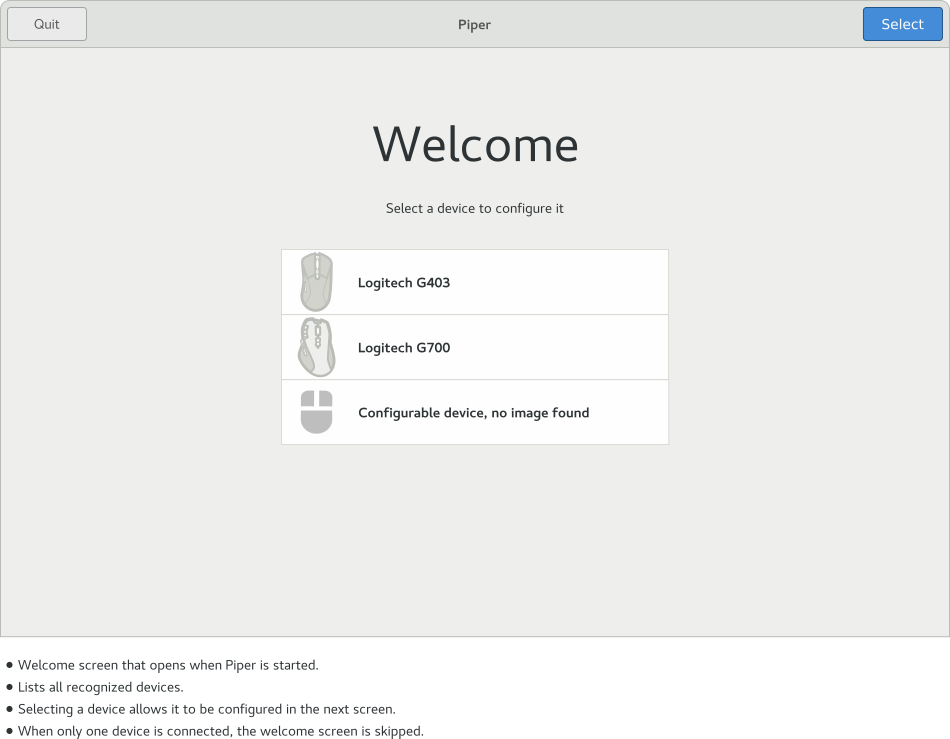 Quit
Piper
Select
Welcome
Select a device to configure it
Logitech G403
Logitech G700
Configurable device, no image found
● Welcome screen that opens when Piper is started.
● Lists all recognized devices.
● Selecting a device allows it to be configured in the next screen.
● When only one device is connected, the welcome screen is skipped.